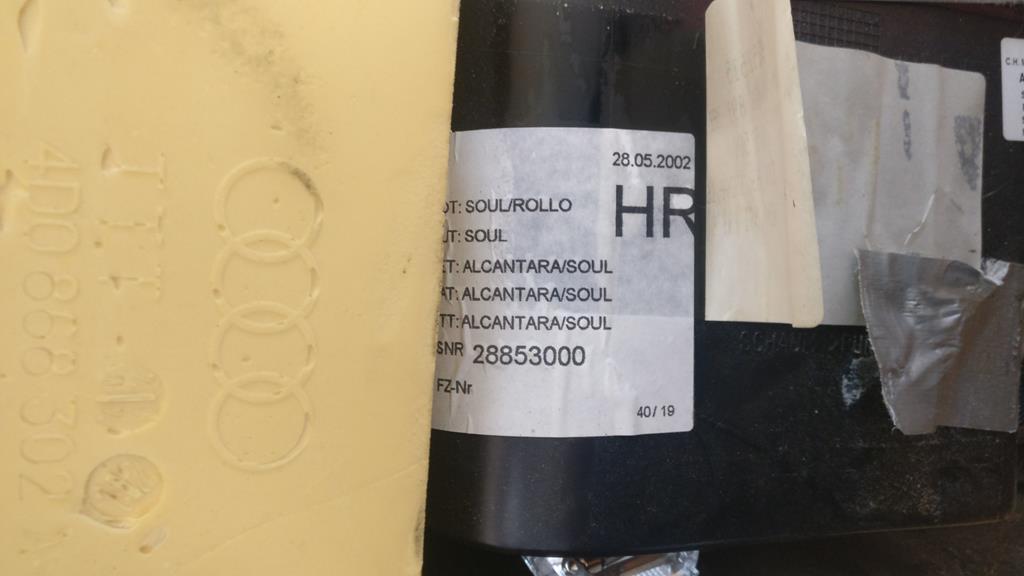 4D0 868 302
28.05.2002
HR
OT: SOUL/ROLLO
UT: SOUL
KT: ALCANTARA/SOUL
AT: ALCANTARA/SOUL
TT: ALCANTARA/SOUL
SNR 28853000
FZ-Nr
40/ 19
C.H.